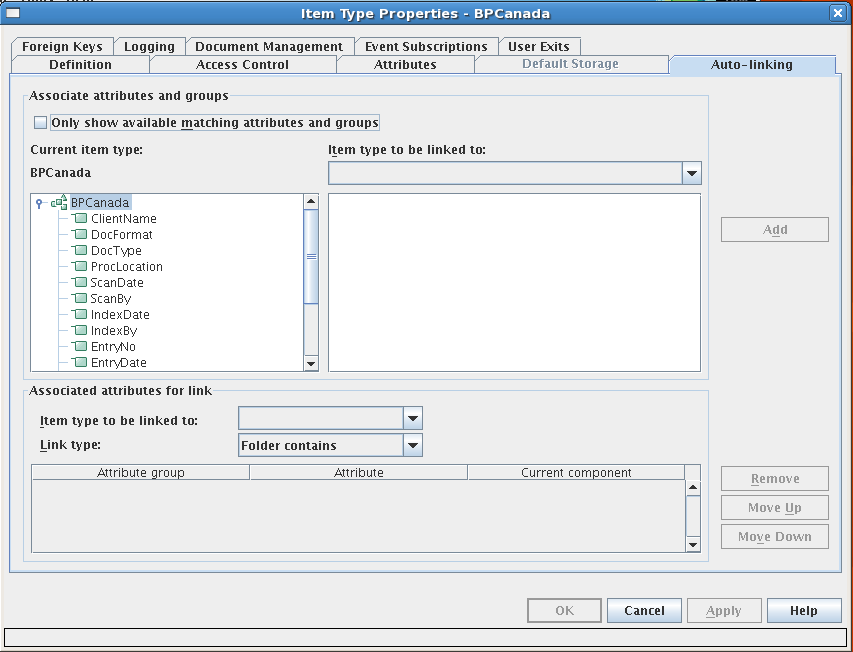 Item Type Properties - BPCanada
Foreign Keys Logging Document Management Event Subscriptions User Exits
Definition Access Control Attributes Default Storage Auto-linking
Associate attributes and groups
Only show available matching attributes and groups
Current item type: Item type to be linked to:
BPCanada
BPCanada
ClientName
DocFormat
DocType
Add
ProcLocation
ScanDate
ScanBy
IndexDate
IndexBy
EntryNo
EntryDate
Associated attributes for link
Item type to be linked to:
Link type: Folder contains
Attribute group Attribute Current component
Remove
Move Up
Move Down
OK Cancel Apply Help